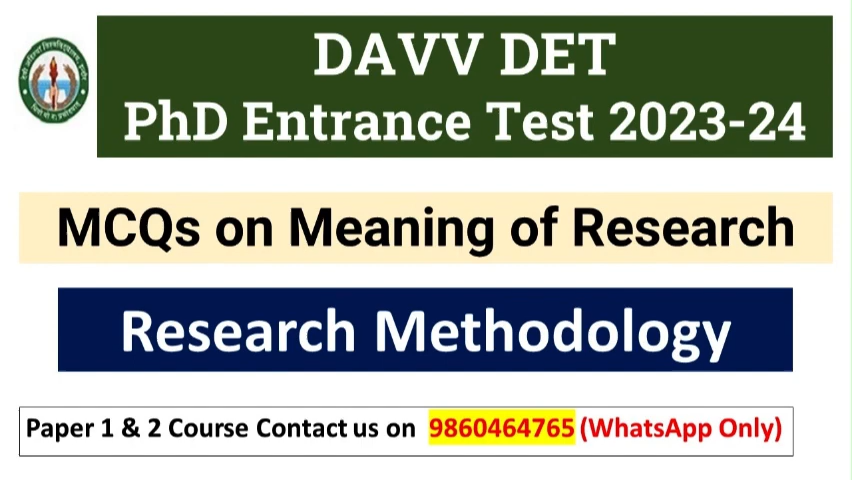 DAVV DET
PhD Entrance Test 2023-24
MCQs on Meaning of Research
Research Methodology
Paper 1 & 2 Course Contact us on 9860464765 (WhatsApp Only)